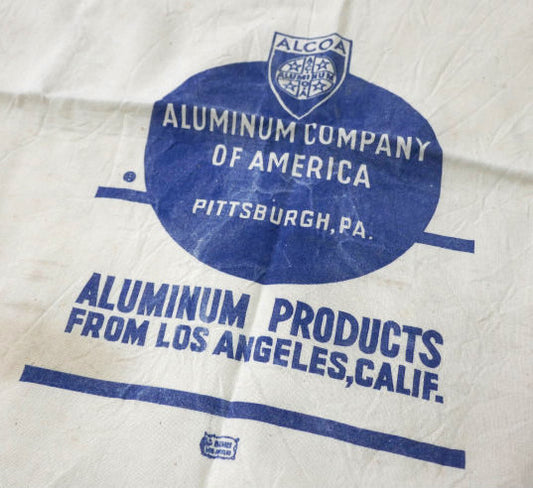 ALCOA
ALUMINUM
ALUMINUM COMPANY
OF AMERICA
PITTSBURGH, PA.
ALUMINUM PRODUCTS
FROM LOS ANGELES, CALIF.